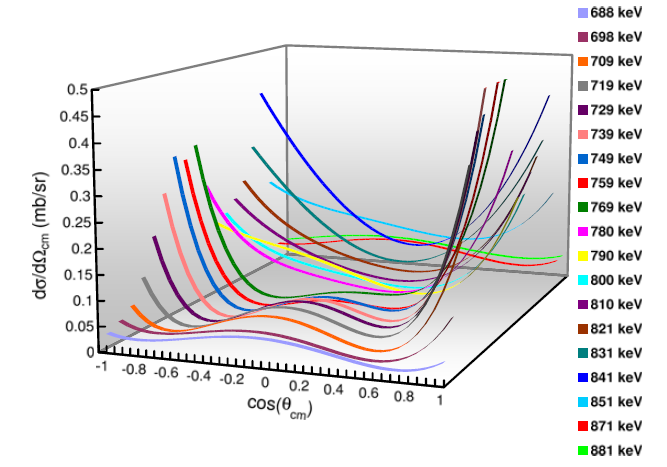 0.5
0.45
0.4
0.35
0.3
0.25
0.2
0.15
0.1
0.05
0
dσ/dΩcm (mb/sr)
-1
-0.8
-0.6
-0.4
-0.2
0
0.2
0.4
0.6
0.8
1
cos(θcm)
688 keV
698 keV
709 keV
719 keV
729 keV
739 keV
749 keV
759 keV
769 keV
780 keV
790 keV
800 keV
810 keV
821 keV
831 keV
841 keV
851 keV
871 keV
881 keV